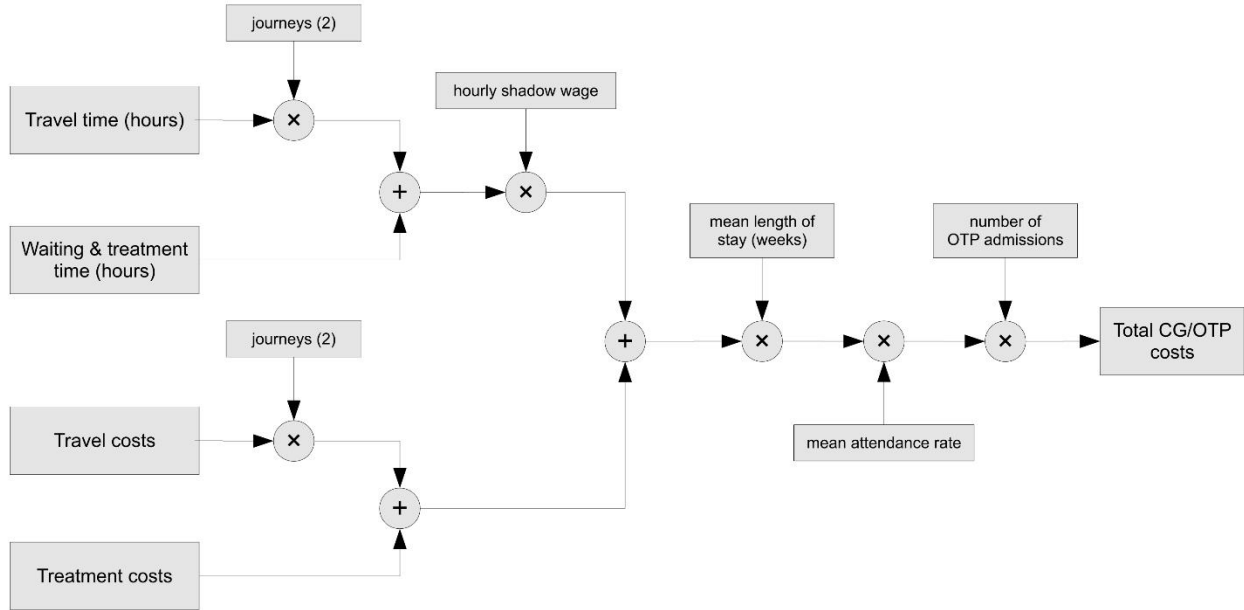 journeys (2)
Travel time (hours)
×
hourly shadow wage
+
×
Waiting & treatment
time (hours)
mean length of
stay (weeks)
number of
OTP admissions
journeys (2)
+
×
×
×
Total CG/OTP
costs
Travel costs
×
mean attendance rate
+
Treatment costs